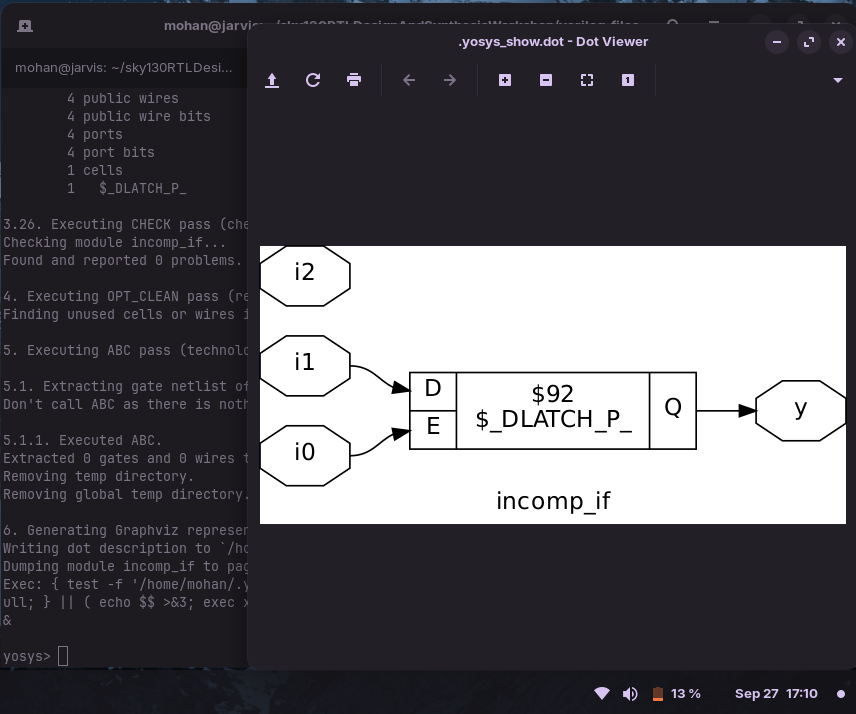 mohan@jarvis: ~/sky130RTLDesignAndSynthesisWorkshop/verilog_files
.yosys_show.dot - Dot Viewer
mohan@jarvis: ~/sky130RTLDesi...
4 public wires
4 public wire bits
4 ports
4 port bits
1 cells
1 $_DLATCH_P_
3.26. Executing CHECK pass (che
Checking module incomp_if...
Found and reported 0 problems.
4. Executing OPT_CLEAN pass (re
Finding unused cells or wires i
5. Executing ABC pass (technolo
5.1. Extracting gate netlist of
Don't call ABC as there is noth
5.1.1. Executed ABC.
Extracted 0 gates and 0 wires t
Removing temp directory.
Removing global temp directory.
6. Generating Graphviz represen
Writing dot description to `/ho
Dumping module incomp_if to pag
Exec: { test -f '/home/mohan/.y
ull; } || ( echo $$ >&3; exec x
&
yosys>
i2
i1
i0
D
E
$92
$_DLATCH_P_
Q
y
incomp_if
13 %
Sep 27 17:10